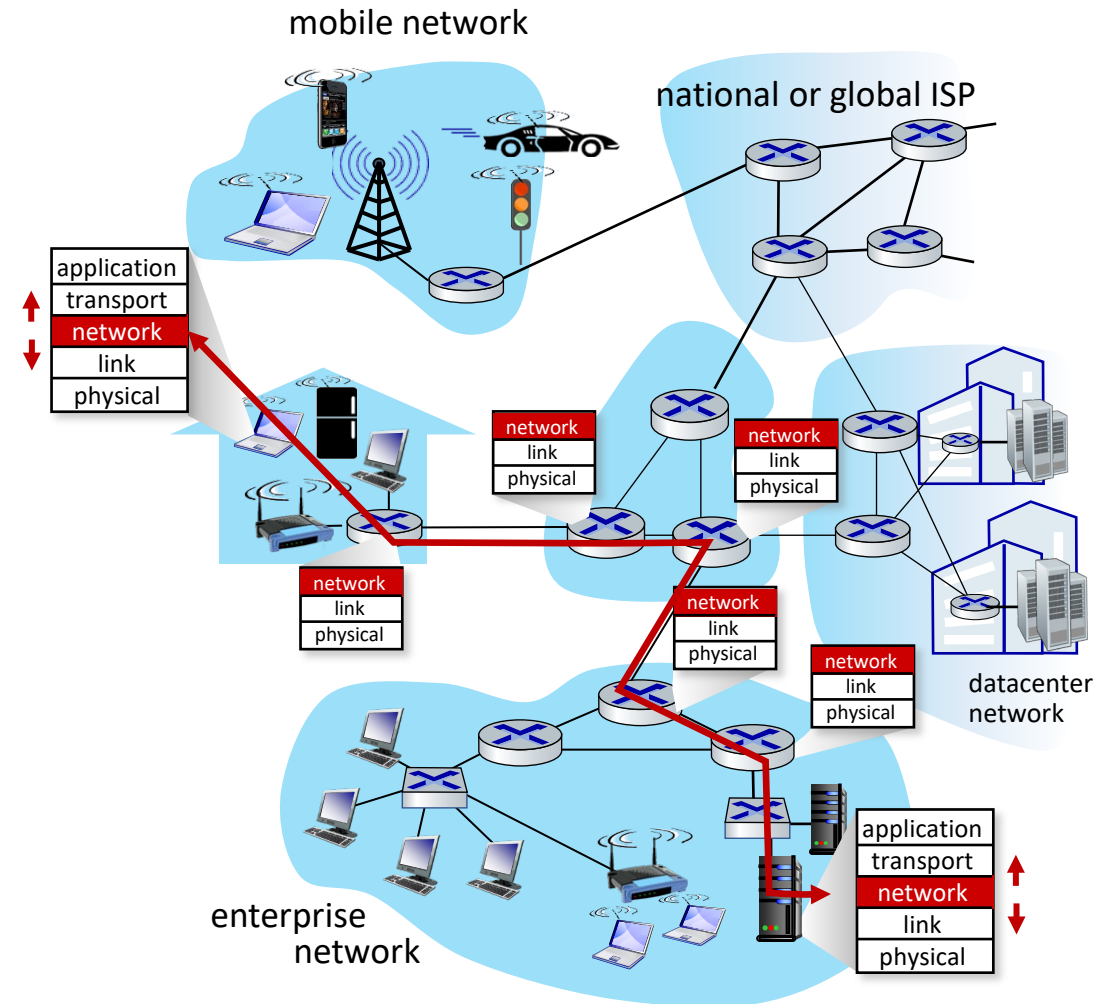 mobile network
national or global ISP
application
transport
network
link
physical
network
link
physical
network
link
physical
network
link
physical
network
link
physical
network
link
physical
datacenter
network
application
transport
network
link
physical
enterprise
network